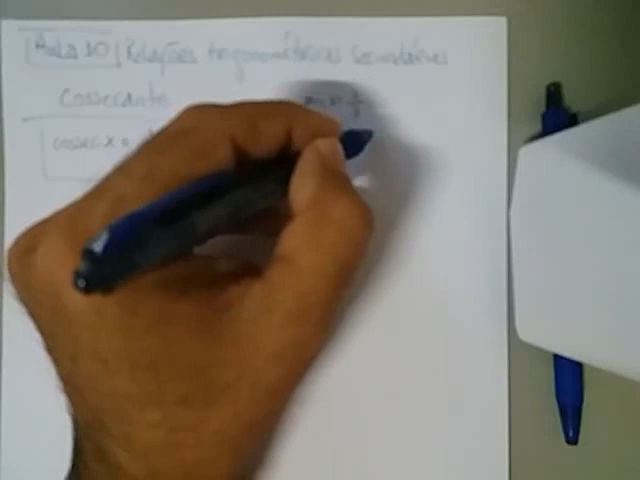 Aula 10 Relações trigonométricas Secundárias
Cossecante
cossec x =